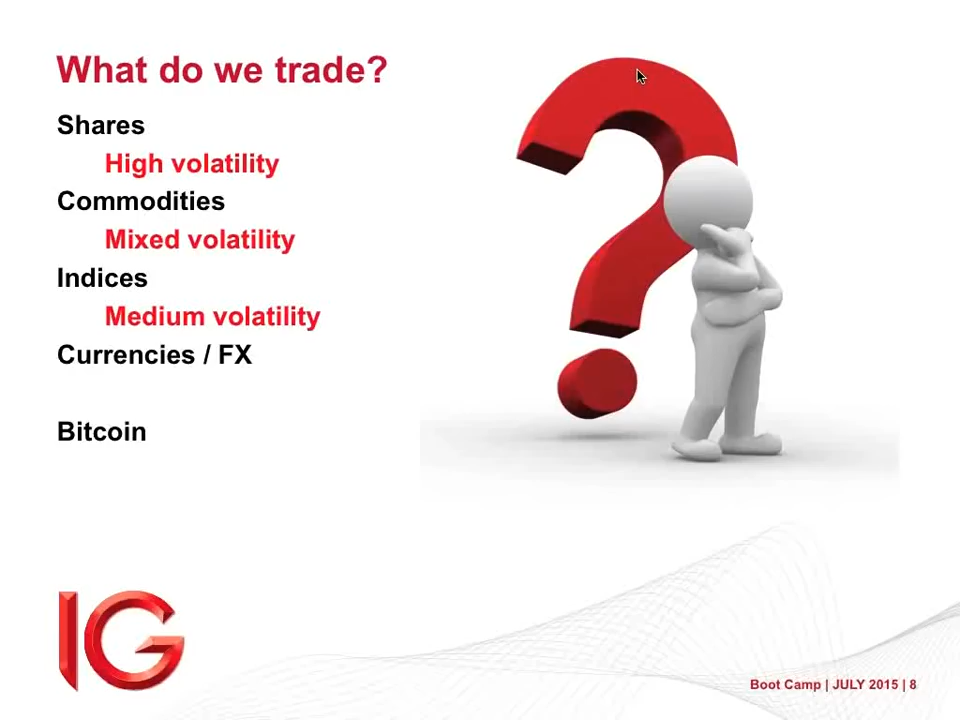 What do we trade?
Shares
High volatility
Commodities
Mixed volatility
Indices
Medium volatility
Currencies / FX
Bitcoin
IG
Boot Camp | JULY 2015 | 8